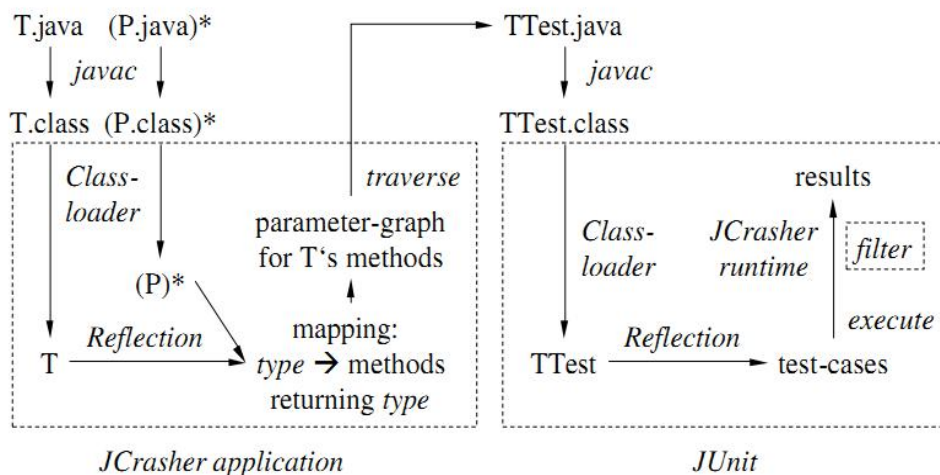 T.java (P.java)*
javac
T.class (P.class)*
Class-
loader
(P)*
T
Reflection
mapping:
type → methods
returning type
parameter-graph
for T‘s methods
traverse
JCrasher application
TTest.java
javac
TTest.class
Class-
loader
TTest
Reflection
test-cases
execute
JCrasher
runtime
filter
results
JUnit